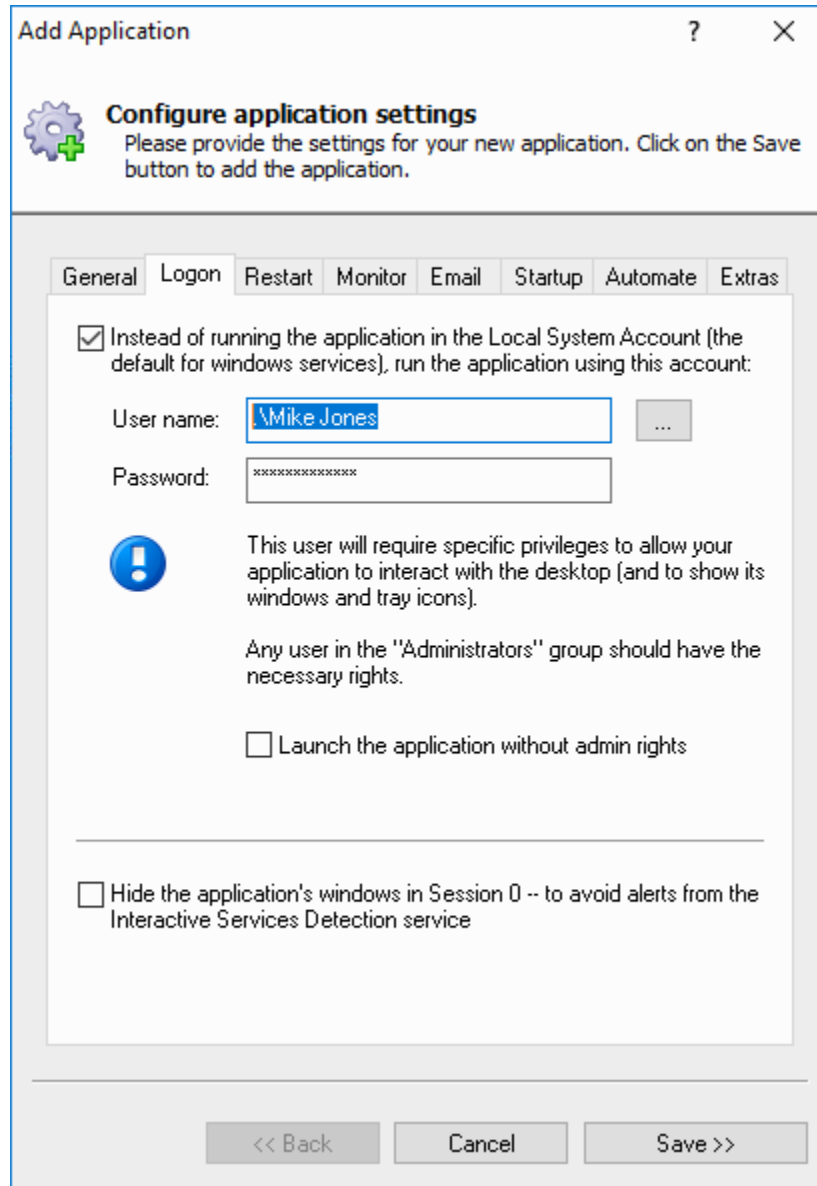 Add Application
?
Configure application settings
Please provide the settings for your new application. Click on the Save
button to add the application.
General Logon Restart Monitor Email Startup Automate Extras
Instead of running the application in the Local System Account (the
default for windows services), run the application using this account:
User name: .\Mike Jones ...
Password: *************
This user will require specific privileges to allow your
application to interact with the desktop (and to show its
windows and tray icons).
Any user in the "Administrators" group should have the
necessary rights.
Launch the application without admin rights
Hide the application's windows in Session 0 -- to avoid alerts from the
Interactive Services Detection service
<< Back Cancel Save >>